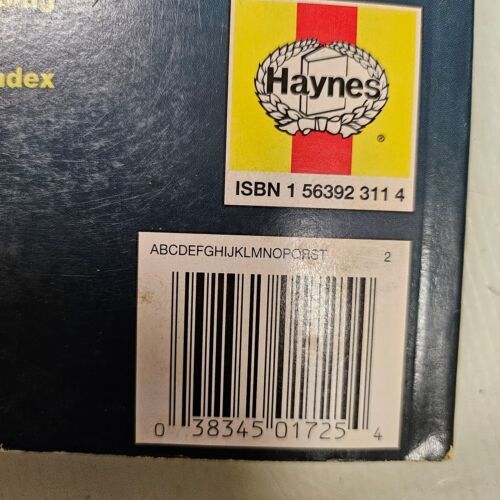 ndex
Haynes
®
ISBN 1 56392 311 4
ABCDEFGHIJKLMNOPQRST 2
0 38345 01725 4